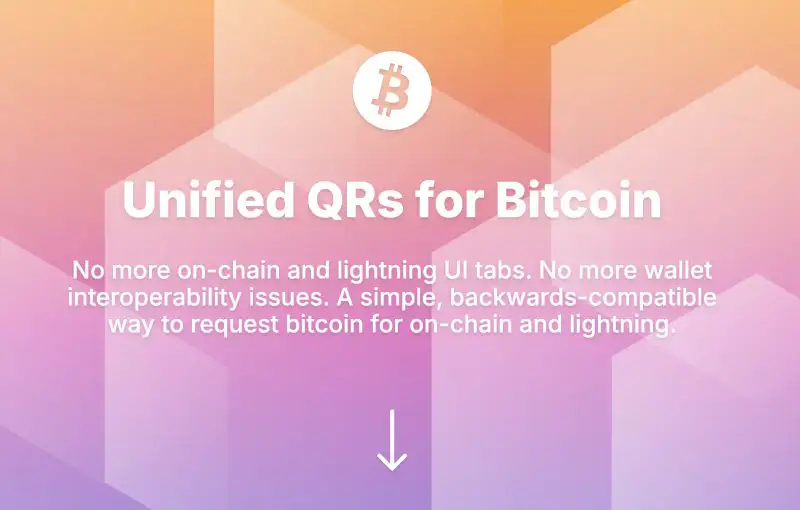 Unified QRs for Bitcoin
No more on-chain and lightning UI tabs. No more wallet
interoperability issues. A simple, backwards-compatible
way to request bitcoin for on-chain and lightning.